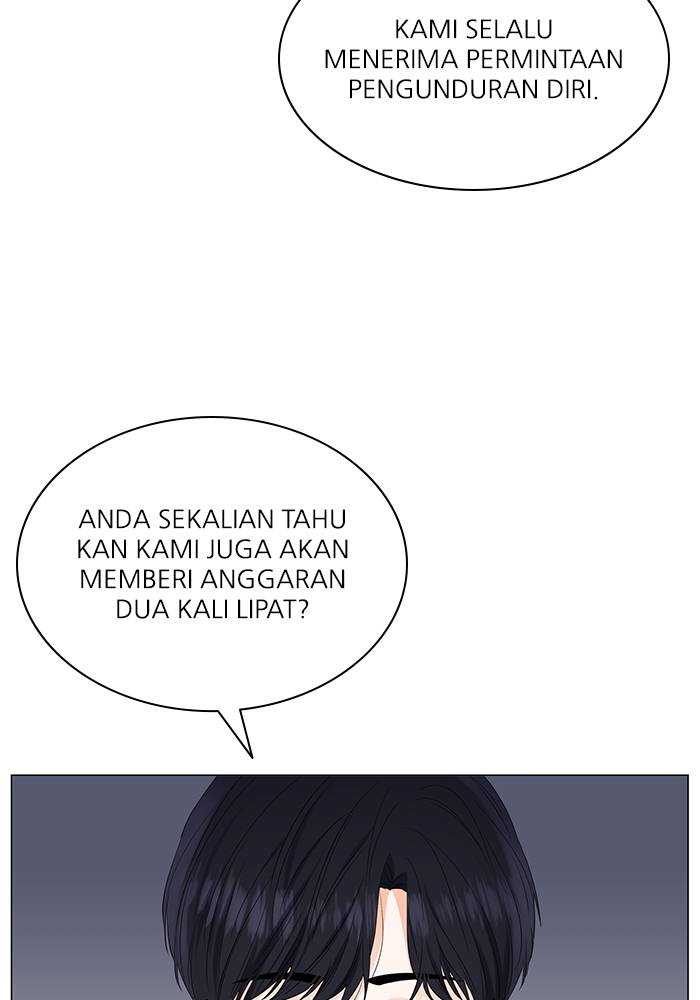 KAMI SELALU
MENERIMA PERMINTAAN
PENGUNDURAN DIRI.
ANDA SEKALIAN TAHU
KAN KAMI JUGA AKAN
MEMBERI ANGGARAN
DUA KALI LIPAT?